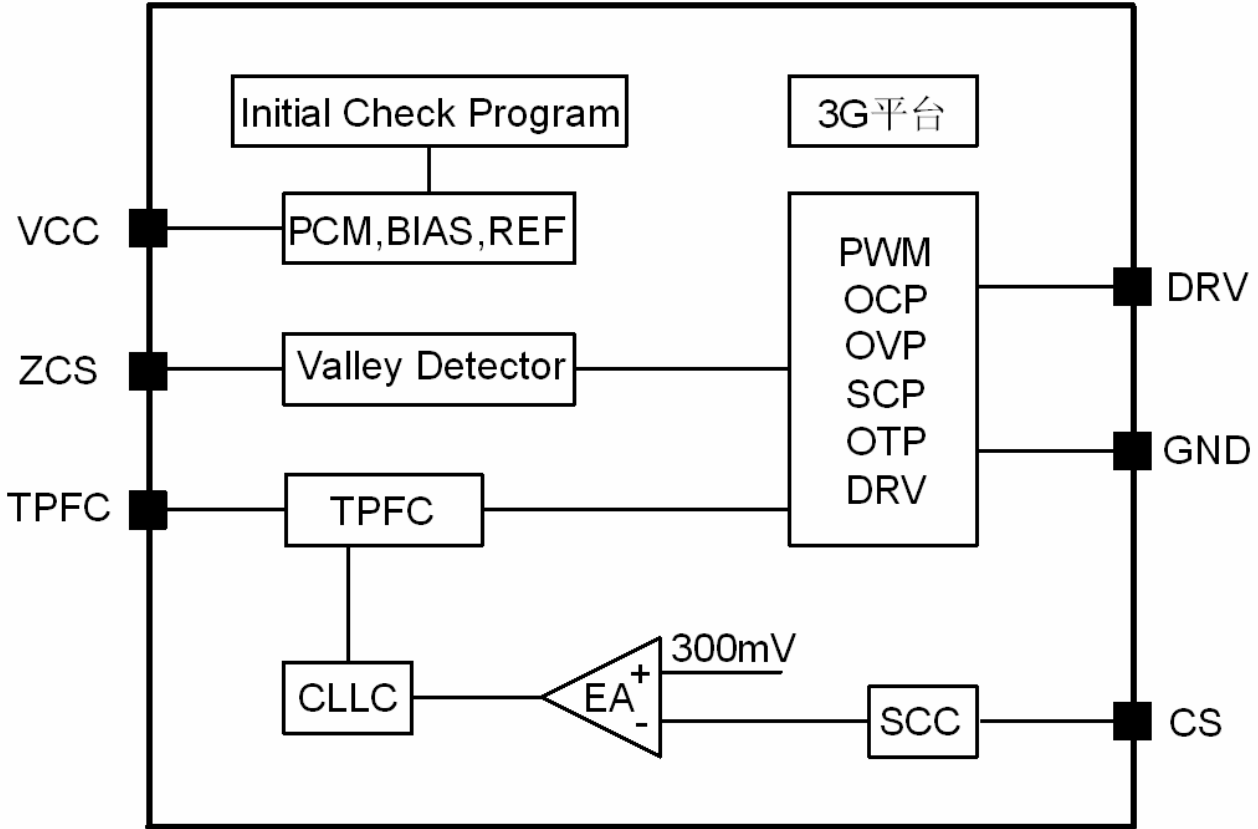 Initial Check Program
3G平台
VCC
PCM,BIAS,REF
PWM
OCP
OVP
SCP
OTP
DRV
DRV
ZCS
Valley Detector
GND
TPFC
TPFC
300mV
CLLC
EA
+
-
SCC
CS